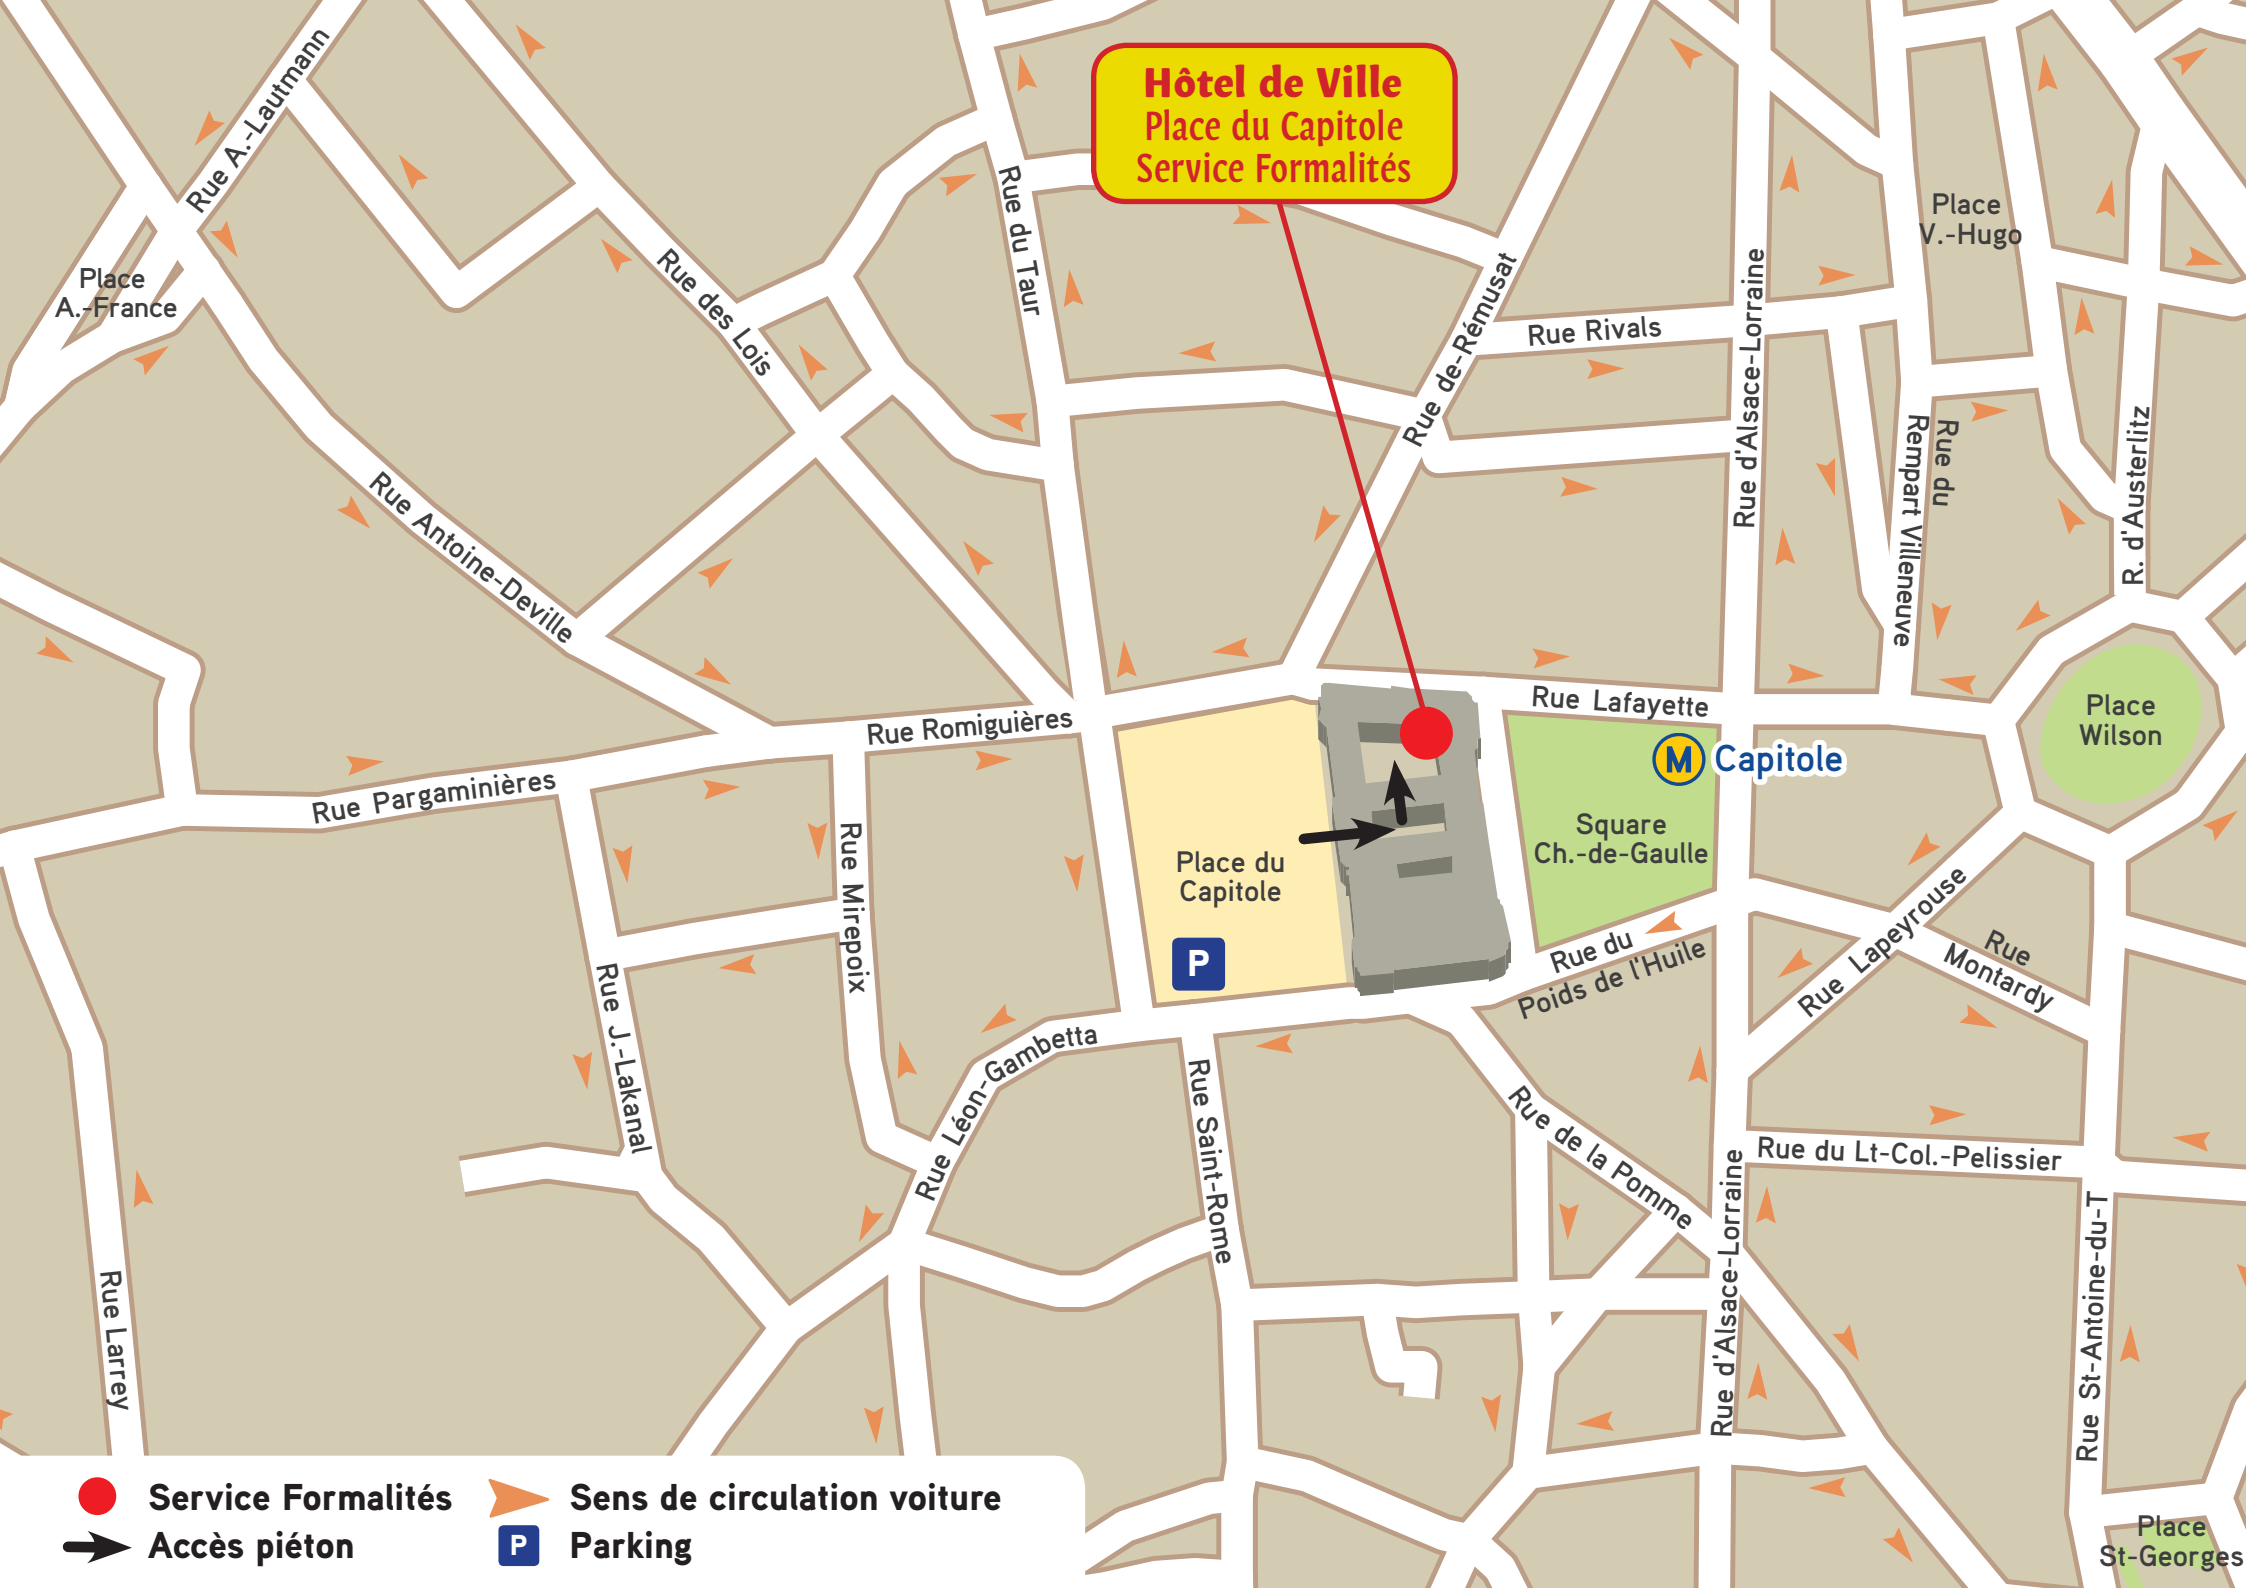 Hôtel de Ville
Place du Capitole
Service Formalités
Rue A.-Lautmann
Place
A.-France
Rue des Lois
Rue du Taur
Rue de-Rémusat
Rue Rivals
Rue d'Alsace-Lorraine
Place
V.-Hugo
Rue du
Rempart Villeneuve
R. d'Austerlitz
Rue Antoine-Deville
Rue Romiguières
Rue Lafayette
Place
Wilson
M Capitole
Rue Pargaminières
Rue Mirepoix
Place du
Capitole
P
Square
Ch.-de-Gaulle
Rue du
Poids de l'Huile
Rue Lapeyrouse
Rue
Montardy
Rue J.-Lakanal
Rue Léon-Gambetta
Rue Saint-Rome
Rue de la Pomme
Rue du Lt-Col.-Pelissier
Rue d'Alsace-Lorraine
Rue St-Antoine-du-T
Rue Larrey
Place
St-Georges
Service Formalités
Sens de circulation voiture
Accès piéton
P Parking